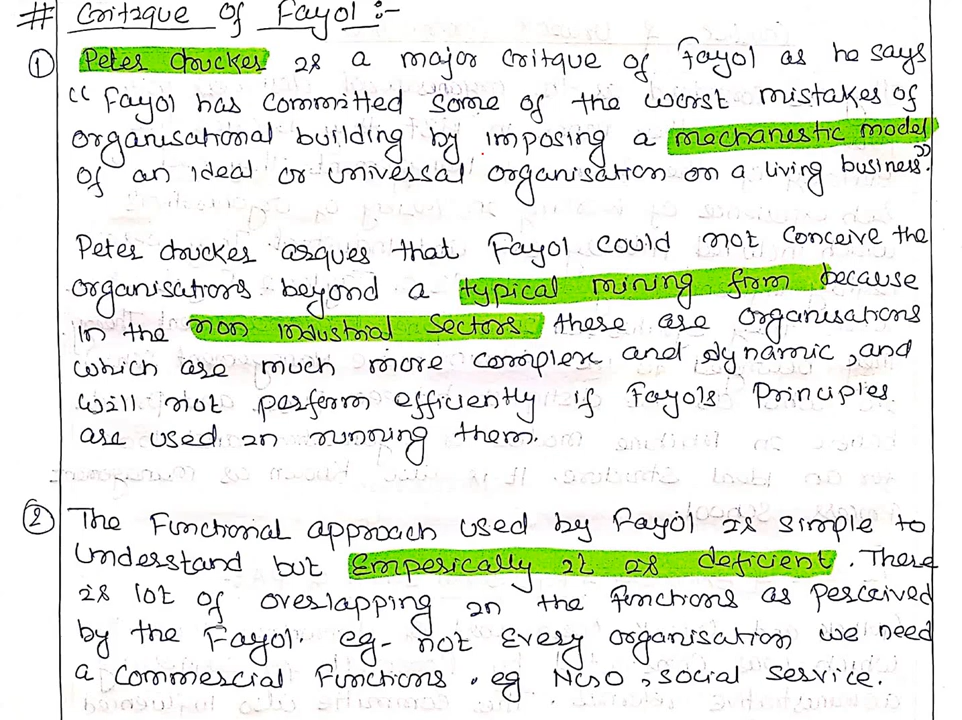 # Critique of Fayol :-
① Peter drucker is a major critque of Fayol as he says
“ Fayol has committed some of the worst mistakes of
organisational building by imposing a mechanestic model
of an ideal or universal organisation on a living business.”
Peter drucker argues that Fayol could not conceive the
organisations beyond a typical mining firm because
in the non industrial sectors there are organisations
which are much more complex and dynamic, and
will not perform efficiently if Fayols Principles
are used in running them.
② The Functional approach used by Fayol is simple to
understand but Emperically it is deficient. There
is lot of overlapping in the functions as perceived
by the Fayol. eg- not Every organisation we need
a commercial functions. eg NGO, social service.